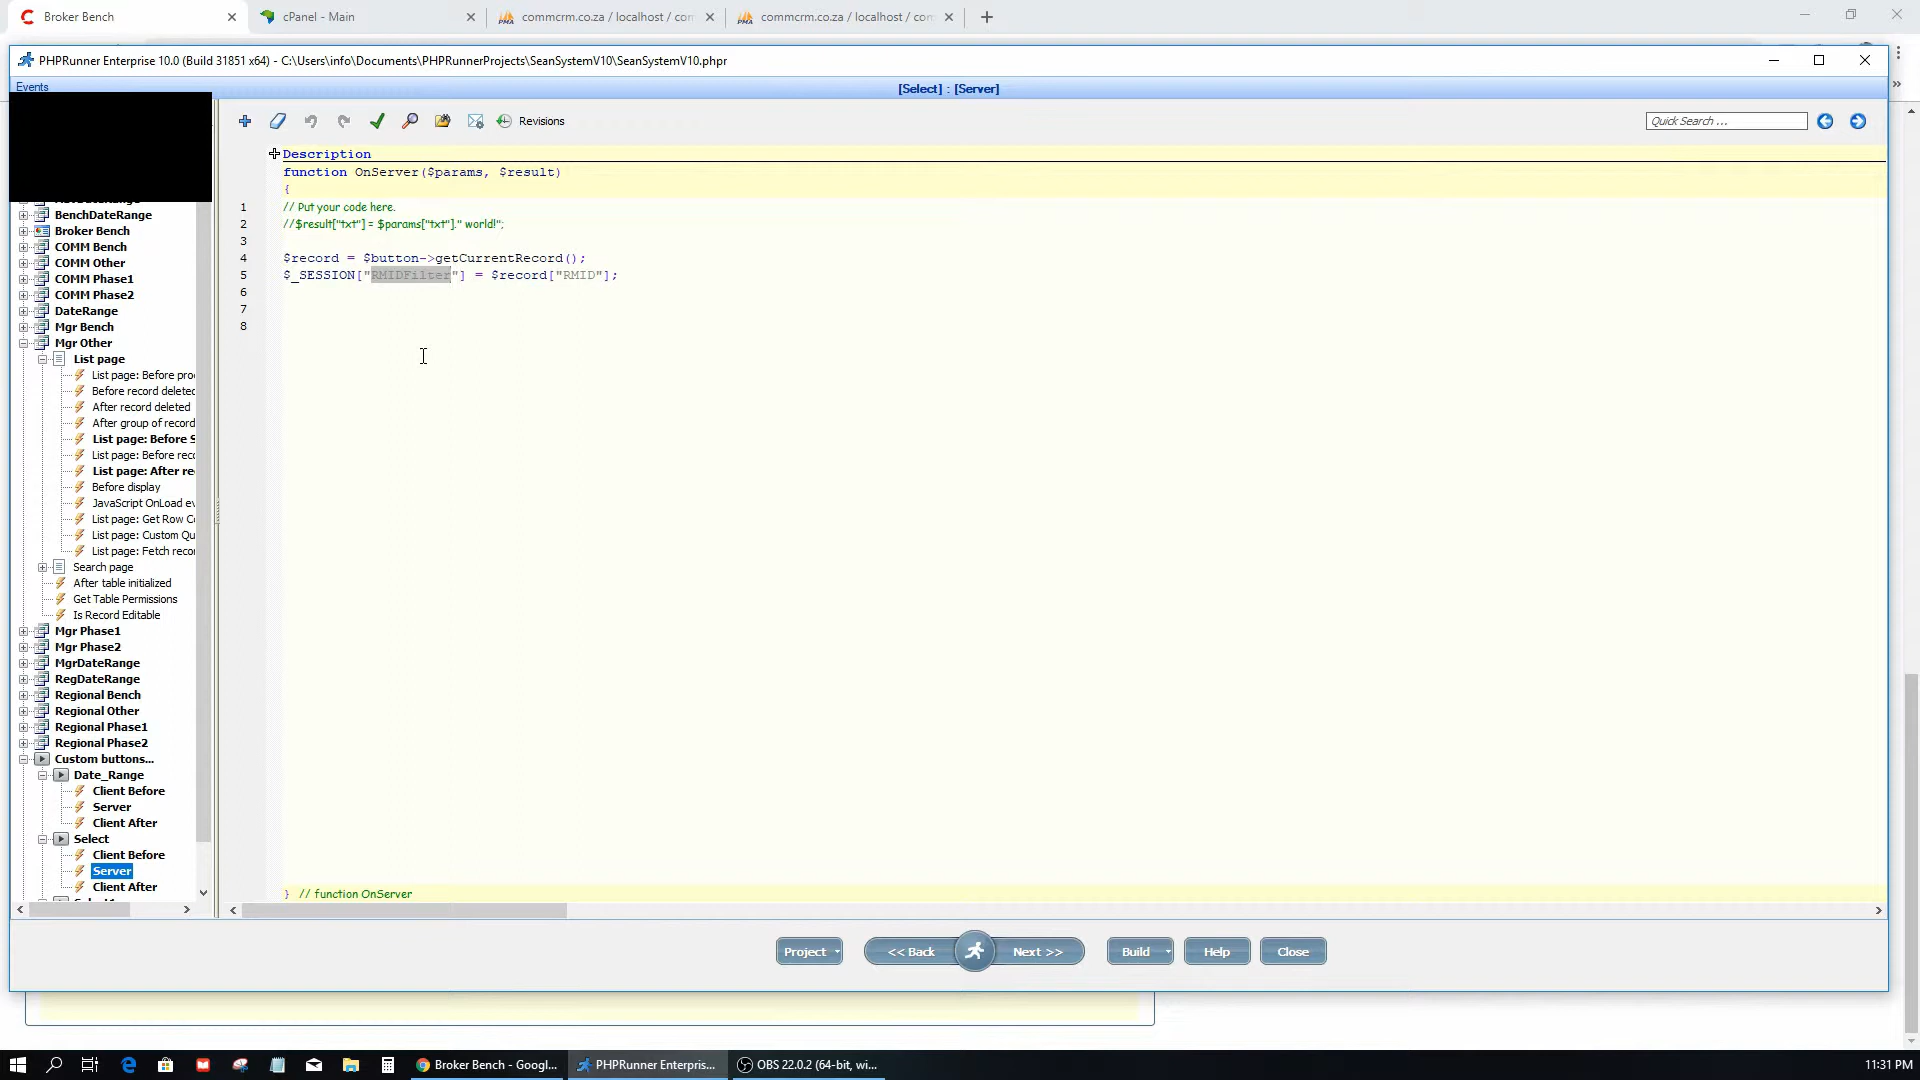 Broker Bench
cPanel - Main
commcrm.co.za / localhost / con
commcrm.co.za / localhost / con
PHPRunner Enterprise 10.0 (Build 31851 x64) - C:\Users\info\Documents\PHPRunnerProjects\SeanSystemV10\SeanSystemV10.phpr
Events
[Select] : [Server]
Revisions
Quick Search ...
Description
function OnServer($params, $result)
{
1 // Put your code here.
2 //$result["txt"] = $params["txt"]." world!";
3
4 $record = $button->getCurrentRecord();
5 $_SESSION["RMIDFilter"] = $record["RMID"];
6
7
8
} // function OnServer
BenchDateRange
Broker Bench
COMM Bench
COMM Other
COMM Phase1
COMM Phase2
DateRange
Mgr Bench
Mgr Other
List page
List page: Before pro
Before record deleted
After record deleted
After group of record
List page: Before S
List page: Before reco
List page: After re
Before display
JavaScript OnLoad ev
List page: Get Row C
List page: Custom Qu
List page: Fetch recor
Search page
After table initialized
Get Table Permissions
Is Record Editable
Mgr Phase1
Mgr Phase2
MgrDateRange
RegDateRange
Regional Bench
Regional Other
Regional Phase1
Regional Phase2
Custom buttons...
Date_Range
Client Before
Server
Client After
Select
Client Before
Server
Client After
Project
<< Back
Next >>
Build
Help
Close
Broker Bench - Googl...
PHPRunner Enterpris...
OBS 22.0.2 (64-bit, wi...
11:31 PM